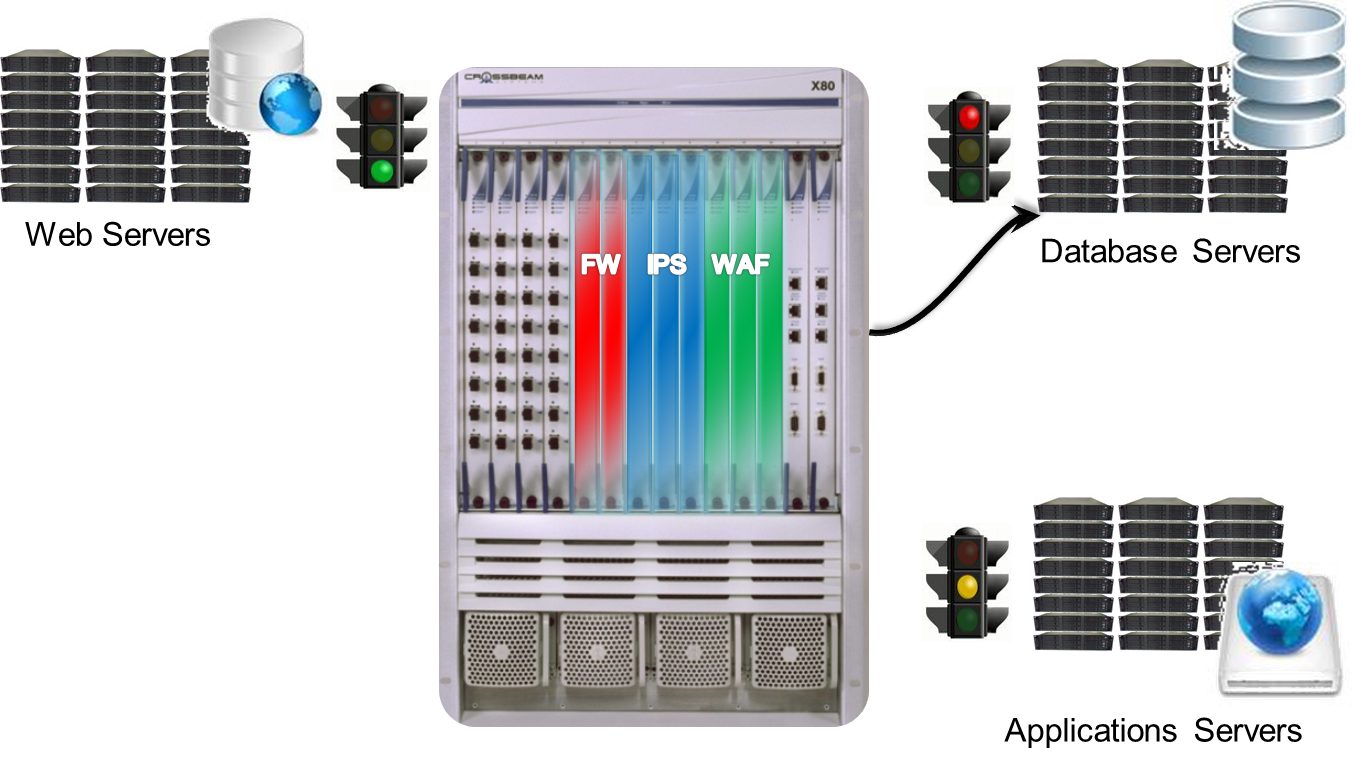 CROSSBEAM
X80
FW IPS WAF
Web Servers
Database Servers
Applications Servers